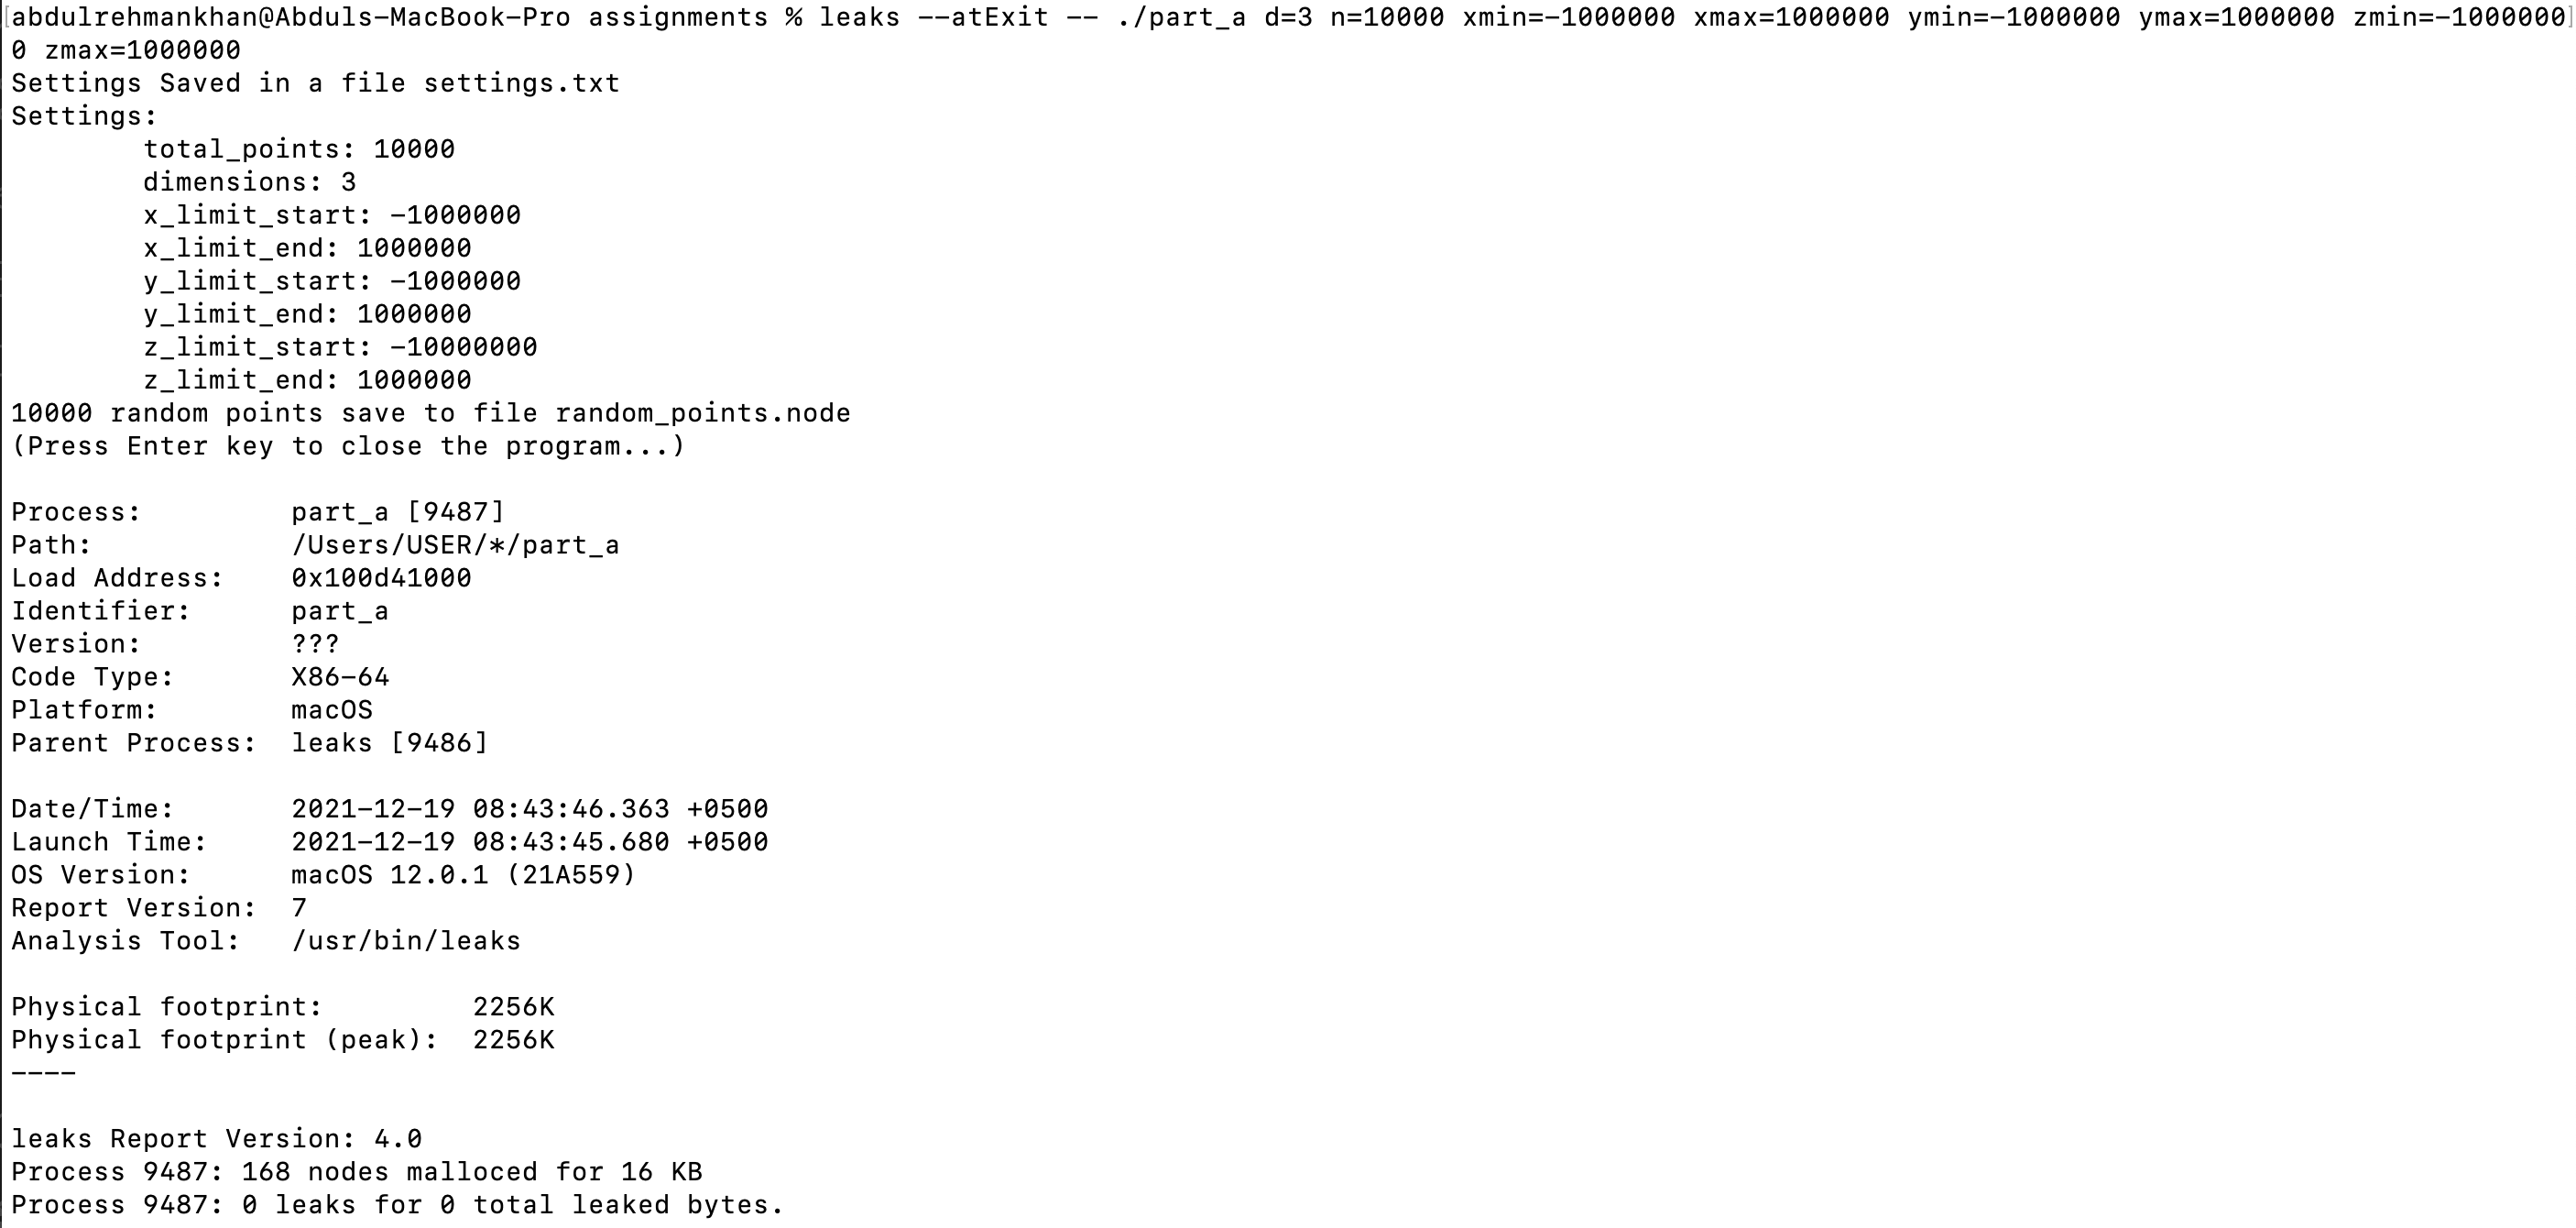 [abdulrehmankhan@Abduls-MacBook-Pro assignments % leaks --atExit -- ./part_a d=3 n=10000 xmin=-1000000 xmax=1000000 ymin=-1000000 ymax=1000000 zmin=-1000000]
0 zmax=1000000
Settings Saved in a file settings.txt
Settings:
        total_points: 10000
        dimensions: 3
        x_limit_start: -1000000
        x_limit_end: 1000000
        y_limit_start: -1000000
        y_limit_end: 1000000
        z_limit_start: -10000000
        z_limit_end: 1000000
10000 random points save to file random_points.node
(Press Enter key to close the program...)

Process:         part_a [9487]
Path:            /Users/USER/*/part_a
Load Address:    0x100d41000
Identifier:      part_a
Version:         ???
Code Type:       X86-64
Platform:        macOS
Parent Process:  leaks [9486]

Date/Time:       2021-12-19 08:43:46.363 +0500
Launch Time:     2021-12-19 08:43:45.680 +0500
OS Version:      macOS 12.0.1 (21A559)
Report Version:  7
Analysis Tool:   /usr/bin/leaks

Physical footprint:         2256K
Physical footprint (peak):  2256K
----

leaks Report Version: 4.0
Process 9487: 168 nodes malloced for 16 KB
Process 9487: 0 leaks for 0 total leaked bytes.